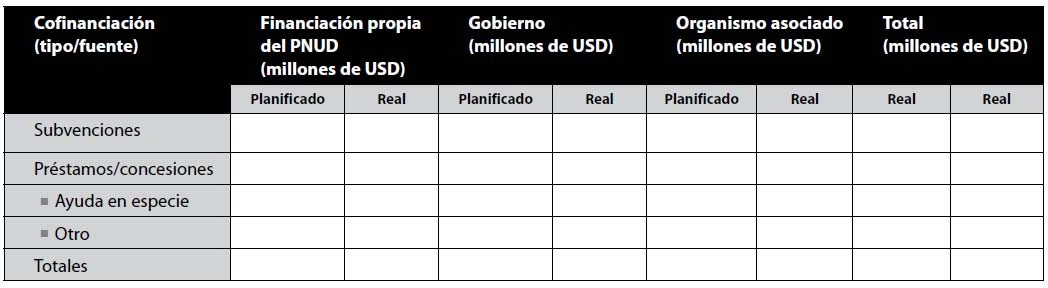 Cofinanciación
(tipo/fuente)
Financiación propia
del PNUD
(millones de USD)
Gobierno
(millones de USD)
Organismo asociado
(millones de USD)
Total
(millones de USD)
Planificado Real Planificado Real Planificado Real Real Real
Subvenciones
Préstamos/concesiones
▪ Ayuda en especie
▪ Otro
Totales